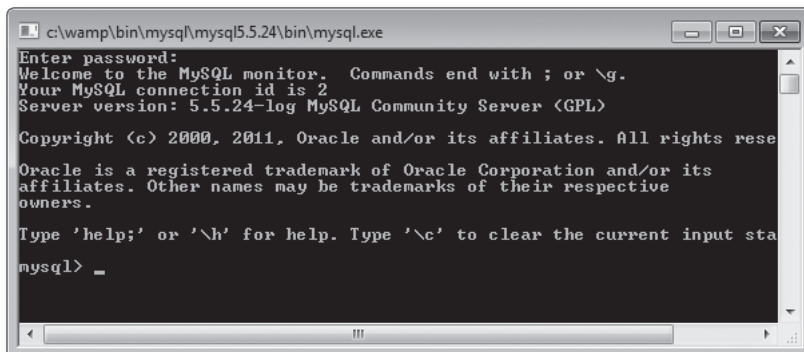 c:\wamp\bin\mysql\mysql5.5.24\bin\mysql.exe
Enter password:
Welcome to the MySQL monitor.  Commands end with ; or \g.
Your MySQL connection id is 2
Server version: 5.5.24-log MySQL Community Server (GPL)
Copyright (c) 2000, 2011, Oracle and/or its affiliates. All rights rese
Oracle is a registered trademark of Oracle Corporation and/or its
affiliates. Other names may be trademarks of their respective
owners.
Type 'help;' or '\h' for help. Type '\c' to clear the current input sta
mysql> _